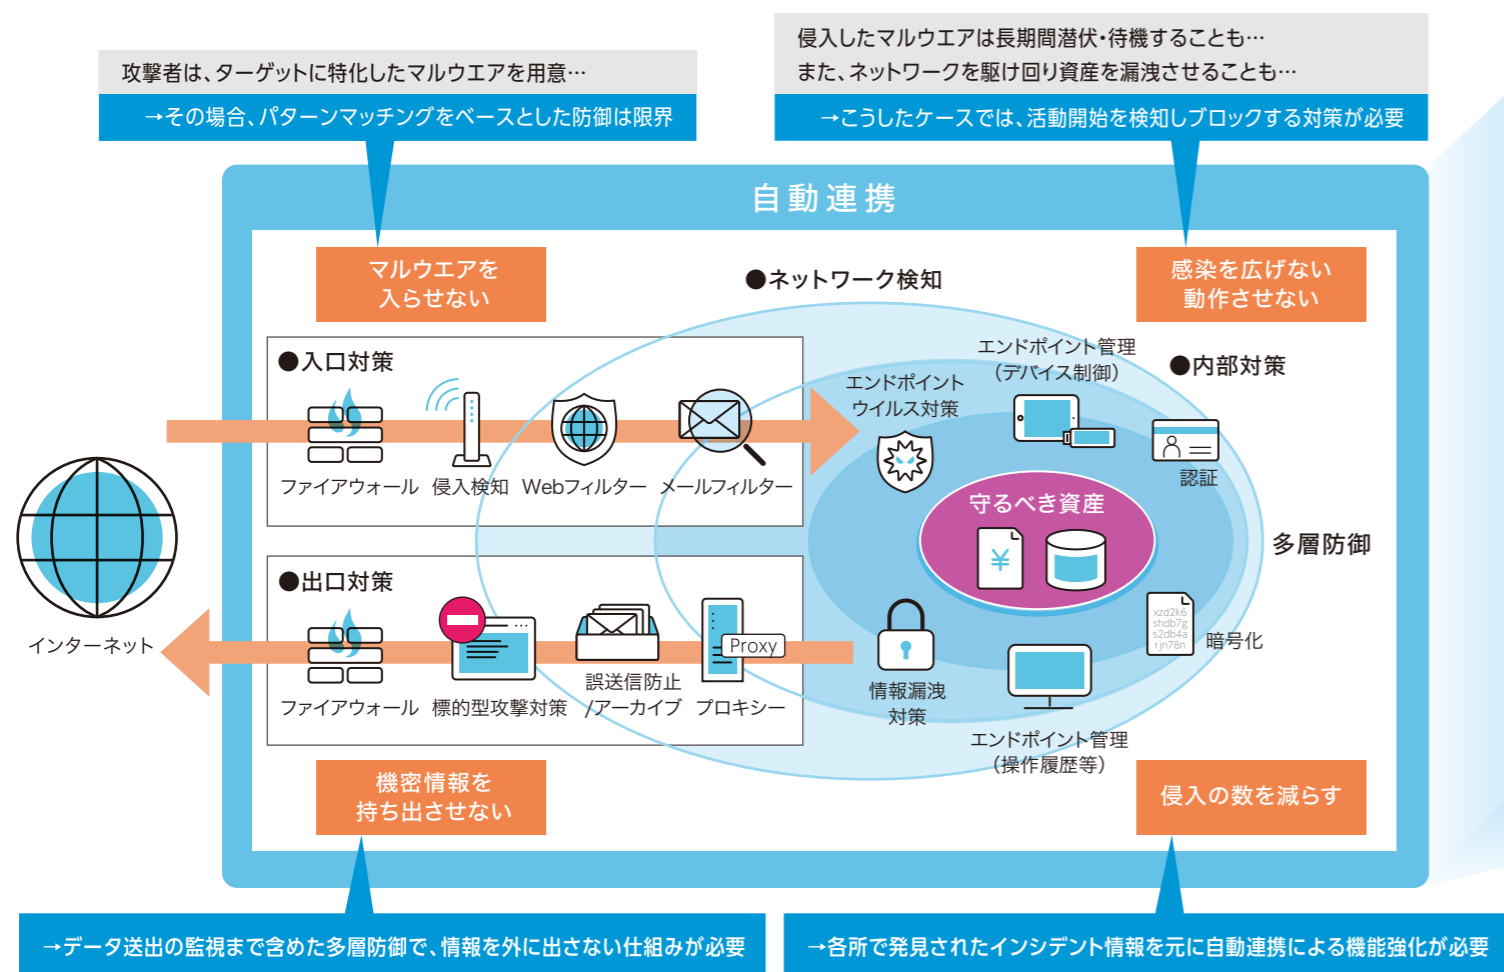 攻撃者は、ターゲットに特化したマルウエアを用意…
→その場合、パターンマッチングをベースとした防御は限界
侵入したマルウエアは長期間潜伏・待機することも…
また、ネットワークを駆け回り資産を漏洩させることも…
→こうしたケースでは、活動開始を検知しブロックする対策が必要
自動連携
マルウエアを
入らせない
●ネットワーク検知
感染を広げない
動作させない
●入口対策
ファイアウォール
侵入検知
Webフィルター
メールフィルター
エンドポイント
ウイルス対策
エンドポイント管理
（デバイス制御）
●内部対策
認証
守るべき資産
¥
多層防御
インターネット
●出口対策
ファイアウォール
標的型攻撃対策
誤送信防止
/アーカイブ
Proxy
プロキシー
情報漏洩
対策
エンドポイント管理
（操作履歴等）
xzd2k6
shdb7g
s2db4a
rjn78n
暗号化
機密情報を
持ち出させない
侵入の数を減らす
→データ送出の監視まで含めた多層防御で、情報を外に出さない仕組みが必要
→各所で発見されたインシデント情報を元に自動連携による機能強化が必要